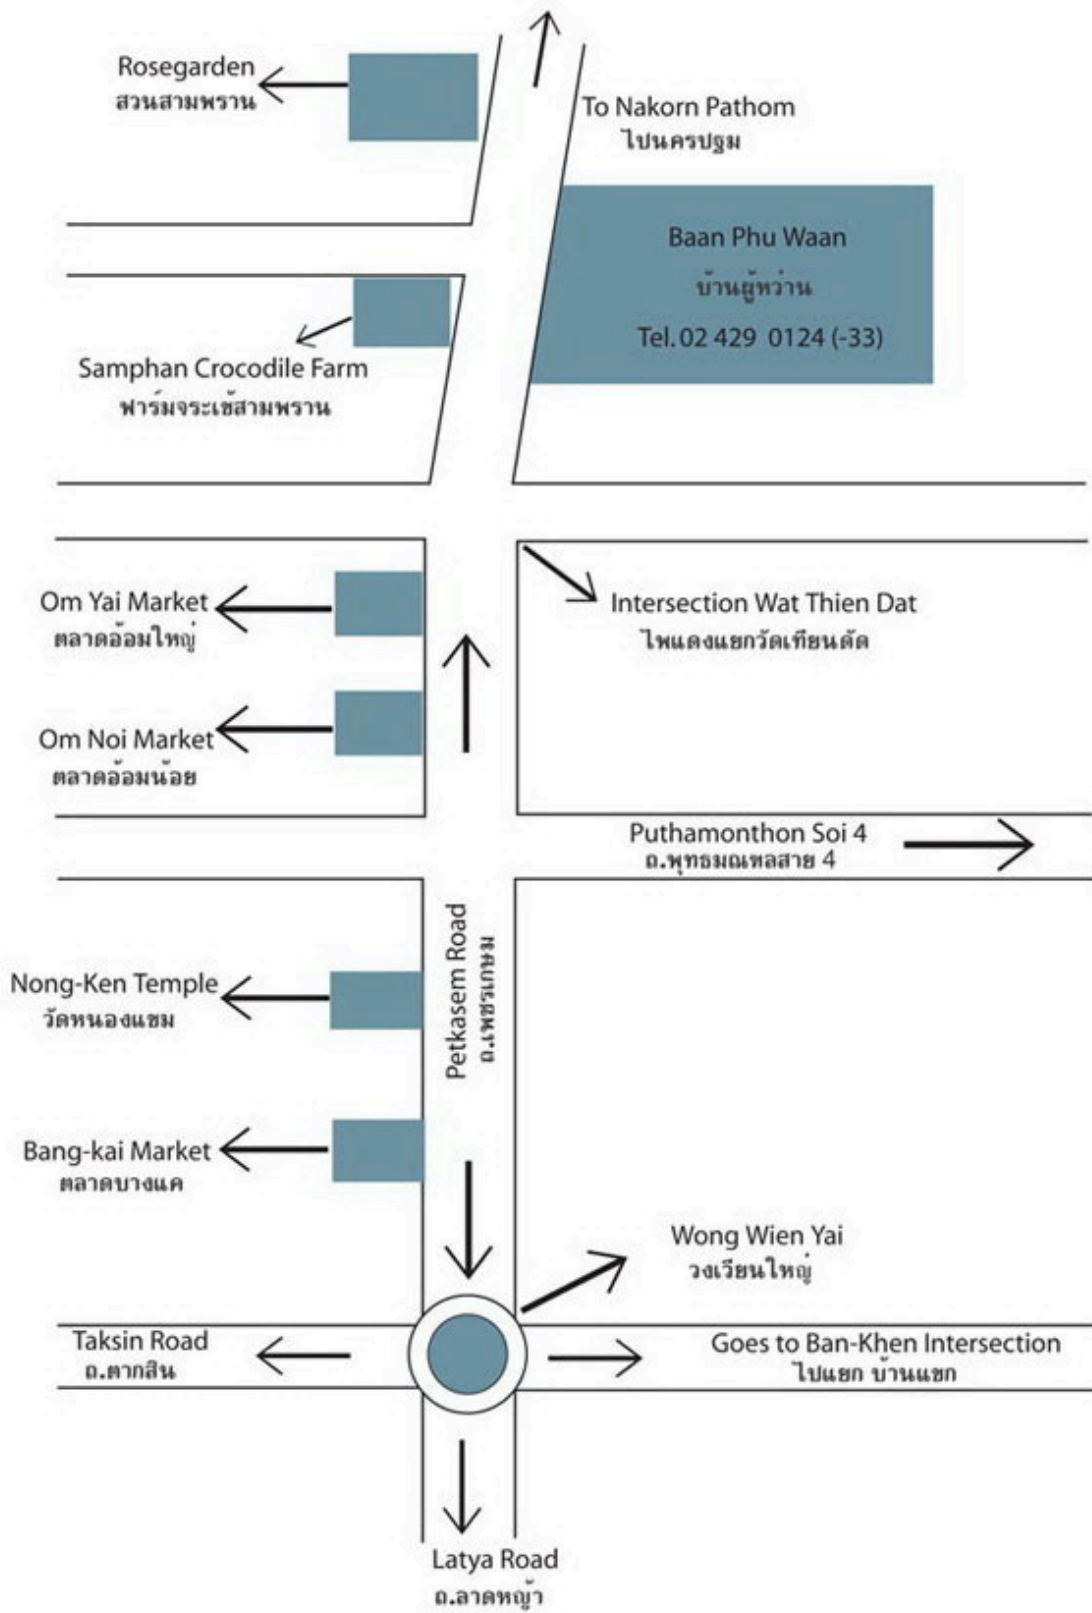 Rosegarden
สวนสามพราน
To Nakorn Pathom
ไปนครปฐม
Baan Phu Waan
บ้านผู้หว่าน
Tel. 02 429 0124 (-33)
Samphan Crocodile Farm
ฟาร์มจระเข้สามพราน
Om Yai Market
ตลาดอ้อมใหญ่
Intersection Wat Thien Dat
ไฟแดงแยกวัดเทียนดัด
Om Noi Market
ตลาดอ้อมน้อย
Puthamonthon Soi 4
ถ.พุทธมณฑลสาย 4
Petkasem Road
ถ.เพชรเกษม
Nong-Ken Temple
วัดหนองแขม
Bang-kai Market
ตลาดบางแค
Wong Wien Yai
วงเวียนใหญ่
Taksin Road
ถ.ตากสิน
Goes to Ban-Khen Intersection
ไปแยก บ้านแขก
Latya Road
ถ.ลาดหญ้า